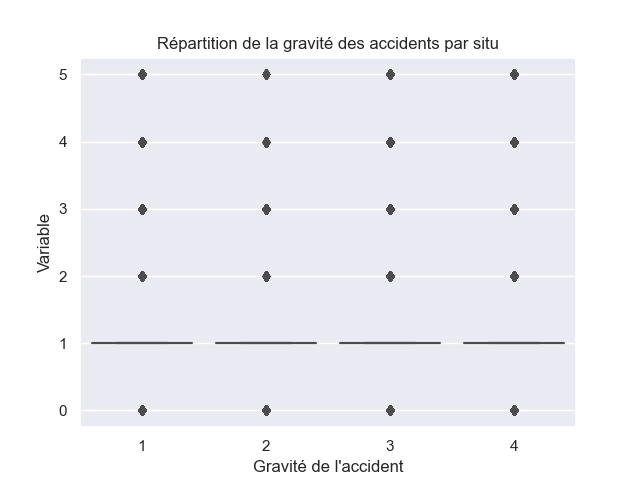 Répartition de la gravité des accidents par situ
5
4
3
2
1
0
Variable
1 2 3 4
Gravité de l'accident